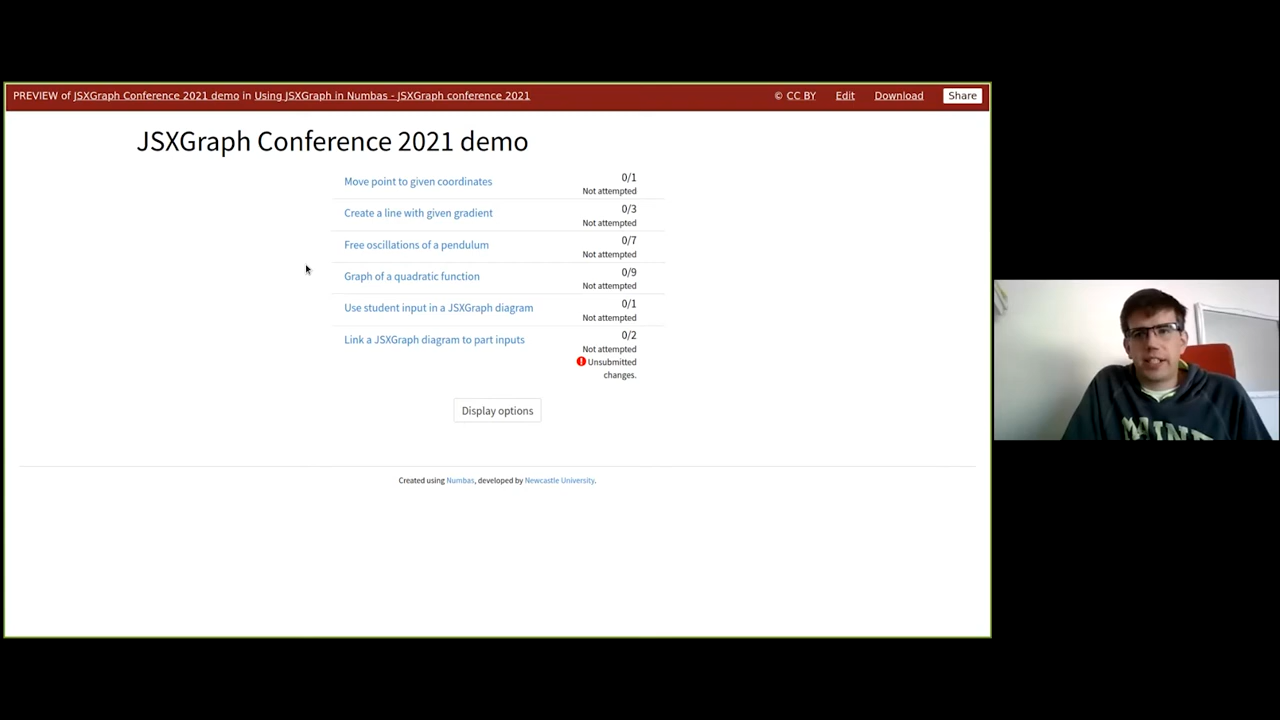 PREVIEW of JSXGraph Conference 2021 demo in Using JSXGraph in Numbas - JSXGraph conference 2021
© CC BY Edit Download Share
JSXGraph Conference 2021 demo
Move point to given coordinates 0/1
Not attempted
Create a line with given gradient 0/3
Not attempted
Free oscillations of a pendulum 0/7
Not attempted
Graph of a quadratic function 0/9
Not attempted
Use student input in a JSXGraph diagram 0/1
Not attempted
Link a JSXGraph diagram to part inputs 0/2
Not attempted
Unsubmitted
changes.
Display options
Created using Numbas, developed by Newcastle University.